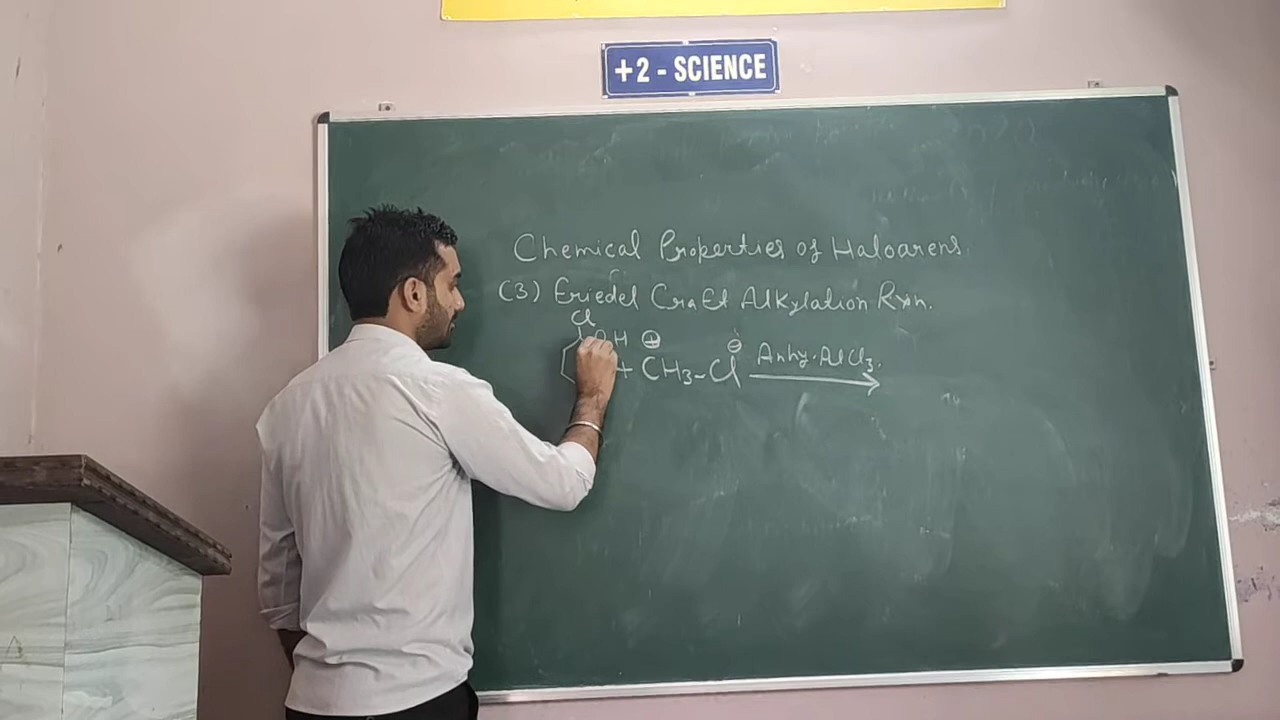 +2 - SCIENCE
Chemical Properties of Haloarens.
(3) Friedel Craft Alkylation Rxn.
Cl
H ⊕ ⊖
+ CH3-Cl Anhy. AlCl3.